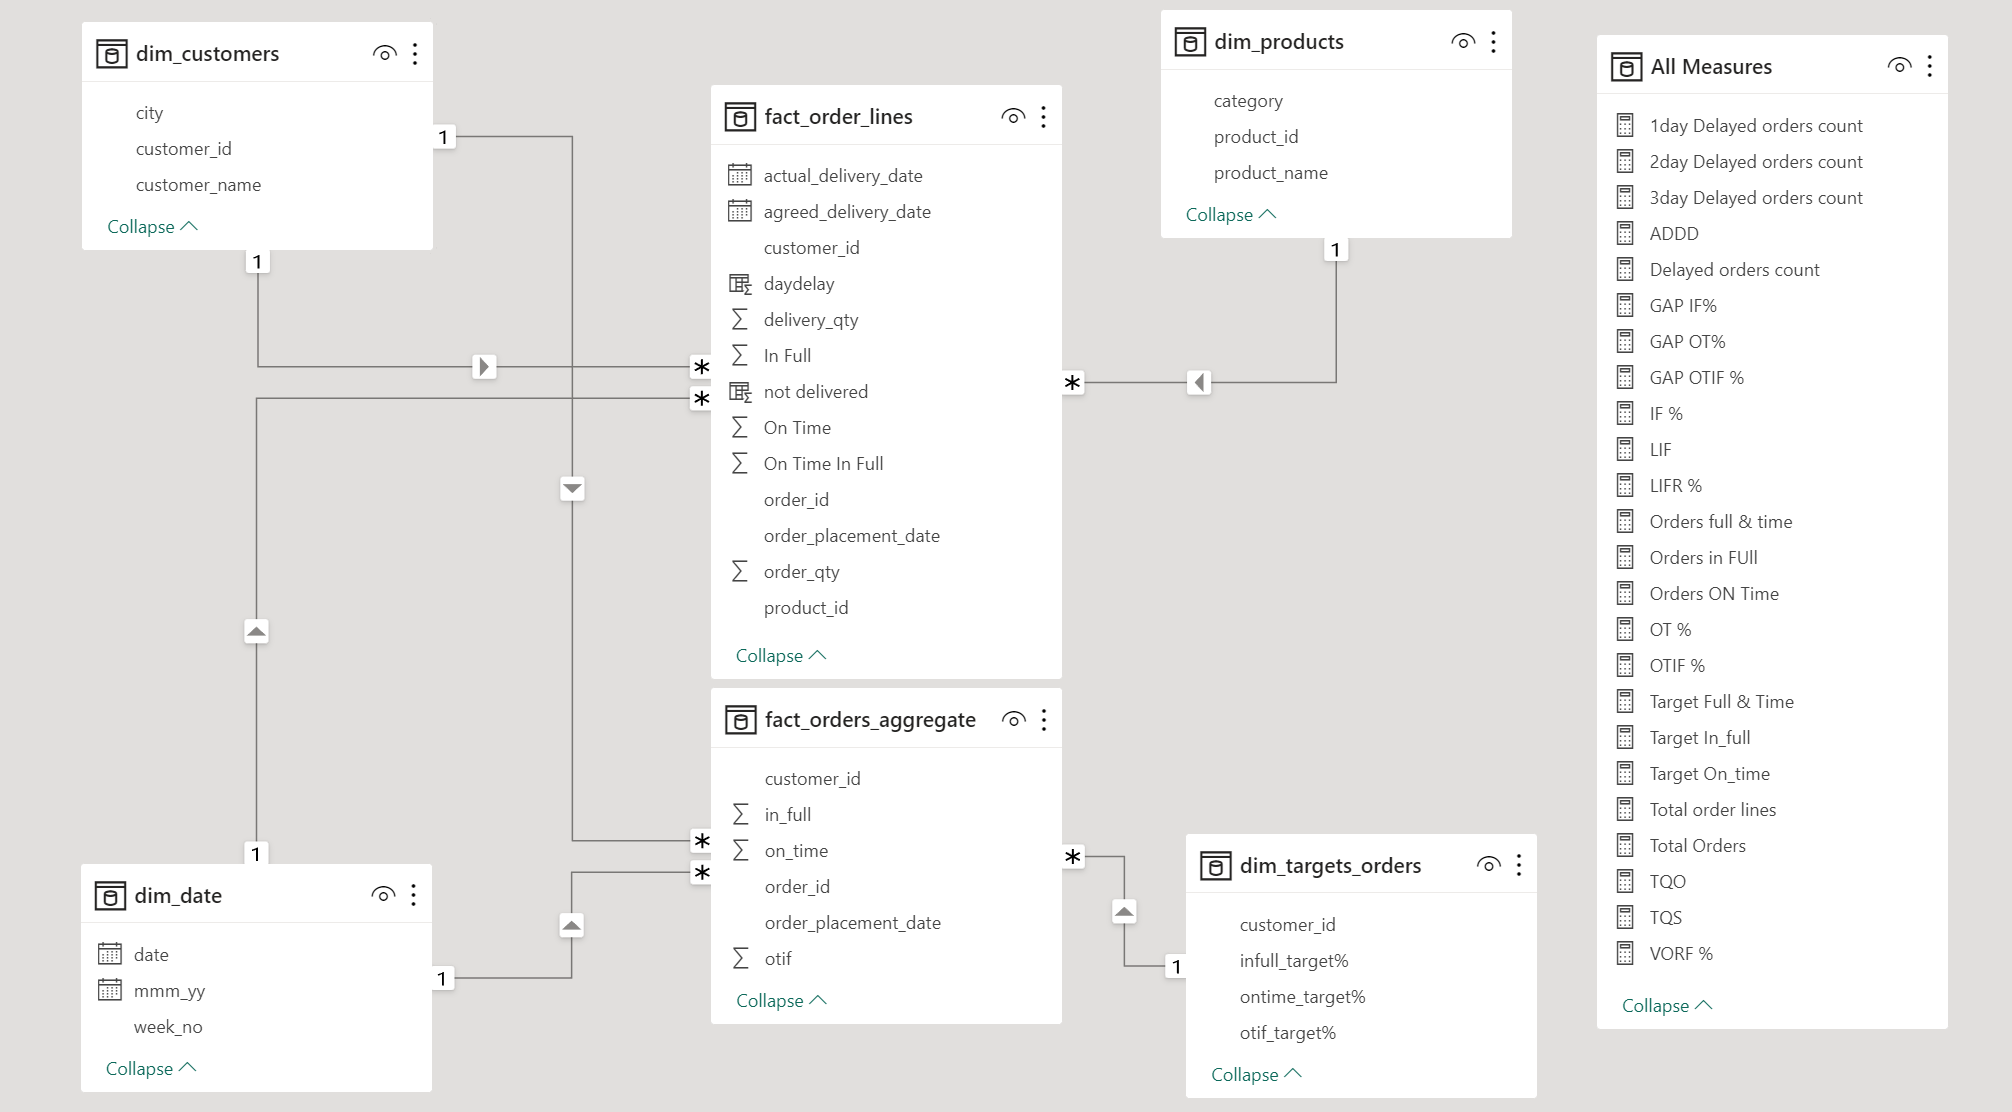 dim_customers
city
customer_id
customer_name
Collapse
1
1
fact_order_lines
actual_delivery_date
agreed_delivery_date
customer_id
daydelay
delivery_qty
In Full
not delivered
On Time
On Time In Full
order_id
order_placement_date
order_qty
product_id
Collapse
*
*
*
dim_products
category
product_id
product_name
Collapse
1
All Measures
1day Delayed orders count
2day Delayed orders count
3day Delayed orders count
ADDD
Delayed orders count
GAP IF%
GAP OT%
GAP OTIF %
IF %
LIF
LIFR %
Orders full & time
Orders in FUll
Orders ON Time
OT %
OTIF %
Target Full & Time
Target In_full
Target On_time
Total order lines
Total Orders
TQO
TQS
VORF %
Collapse
1
dim_date
date
mmm_yy
week_no
Collapse
1
fact_orders_aggregate
customer_id
in_full
on_time
order_id
order_placement_date
otif
Collapse
*
*
*
1
dim_targets_orders
customer_id
infull_target%
ontime_target%
otif_target%
Collapse